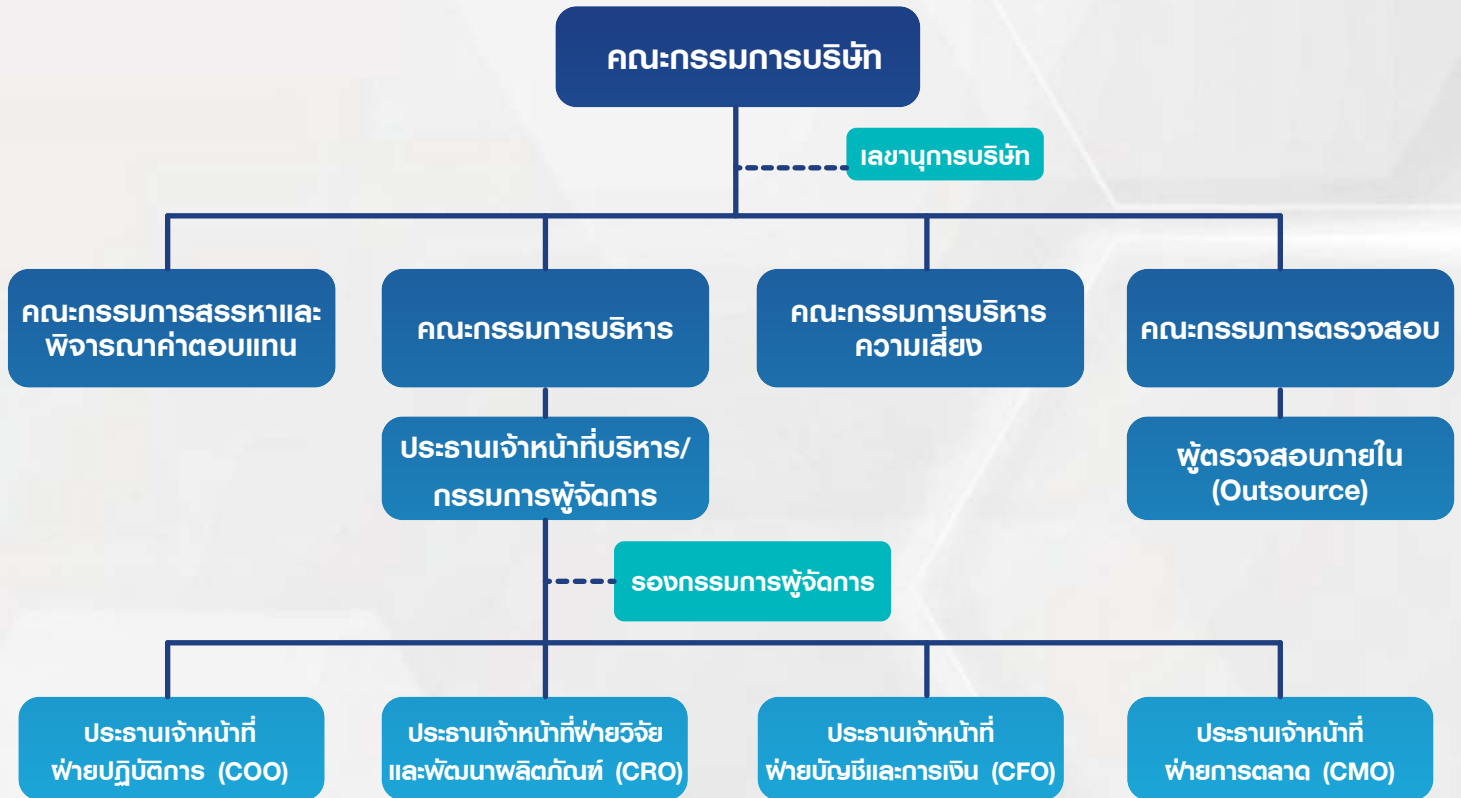 คณะกรรมการบริษัท
เลขานุการบริษัท
คณะกรรมการสรรหาและ
พิจารณาค่าตอบแทน
คณะกรรมการบริหาร
คณะกรรมการบริหาร
ความเสี่ยง
คณะกรรมการตรวจสอบ
ประธานเจ้าหน้าที่บริหาร/
กรรมการผู้จัดการ
ผู้ตรวจสอบภายใน
(Outsource)
รองกรรมการผู้จัดการ
ประธานเจ้าหน้าที่
ฝ่ายปฏิบัติการ (COO)
ประธานเจ้าหน้าที่ฝ่ายวิจัย
และพัฒนาผลิตภัณฑ์ (CRO)
ประธานเจ้าหน้าที่
ฝ่ายบัญชีและการเงิน (CFO)
ประธานเจ้าหน้าที่
ฝ่ายการตลาด (CMO)